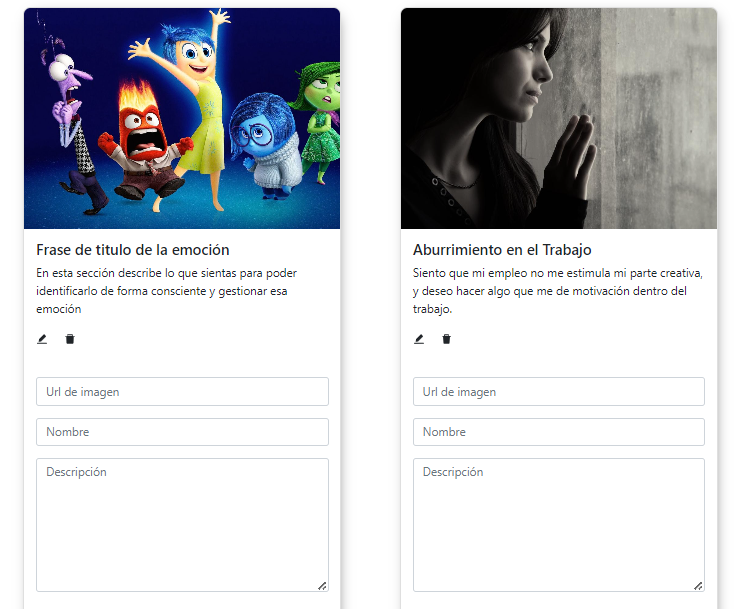 Frase de titulo de la emoción
En esta sección describe lo que sientas para poder
identificarlo de forma consciente y gestionar esa
emoción
Url de imagen
Nombre
Descripción
Aburrimiento en el Trabajo
Siento que mi empleo no me estimula mi parte creativa,
y deseo hacer algo que me de motivación dentro del
trabajo.
Url de imagen
Nombre
Descripción